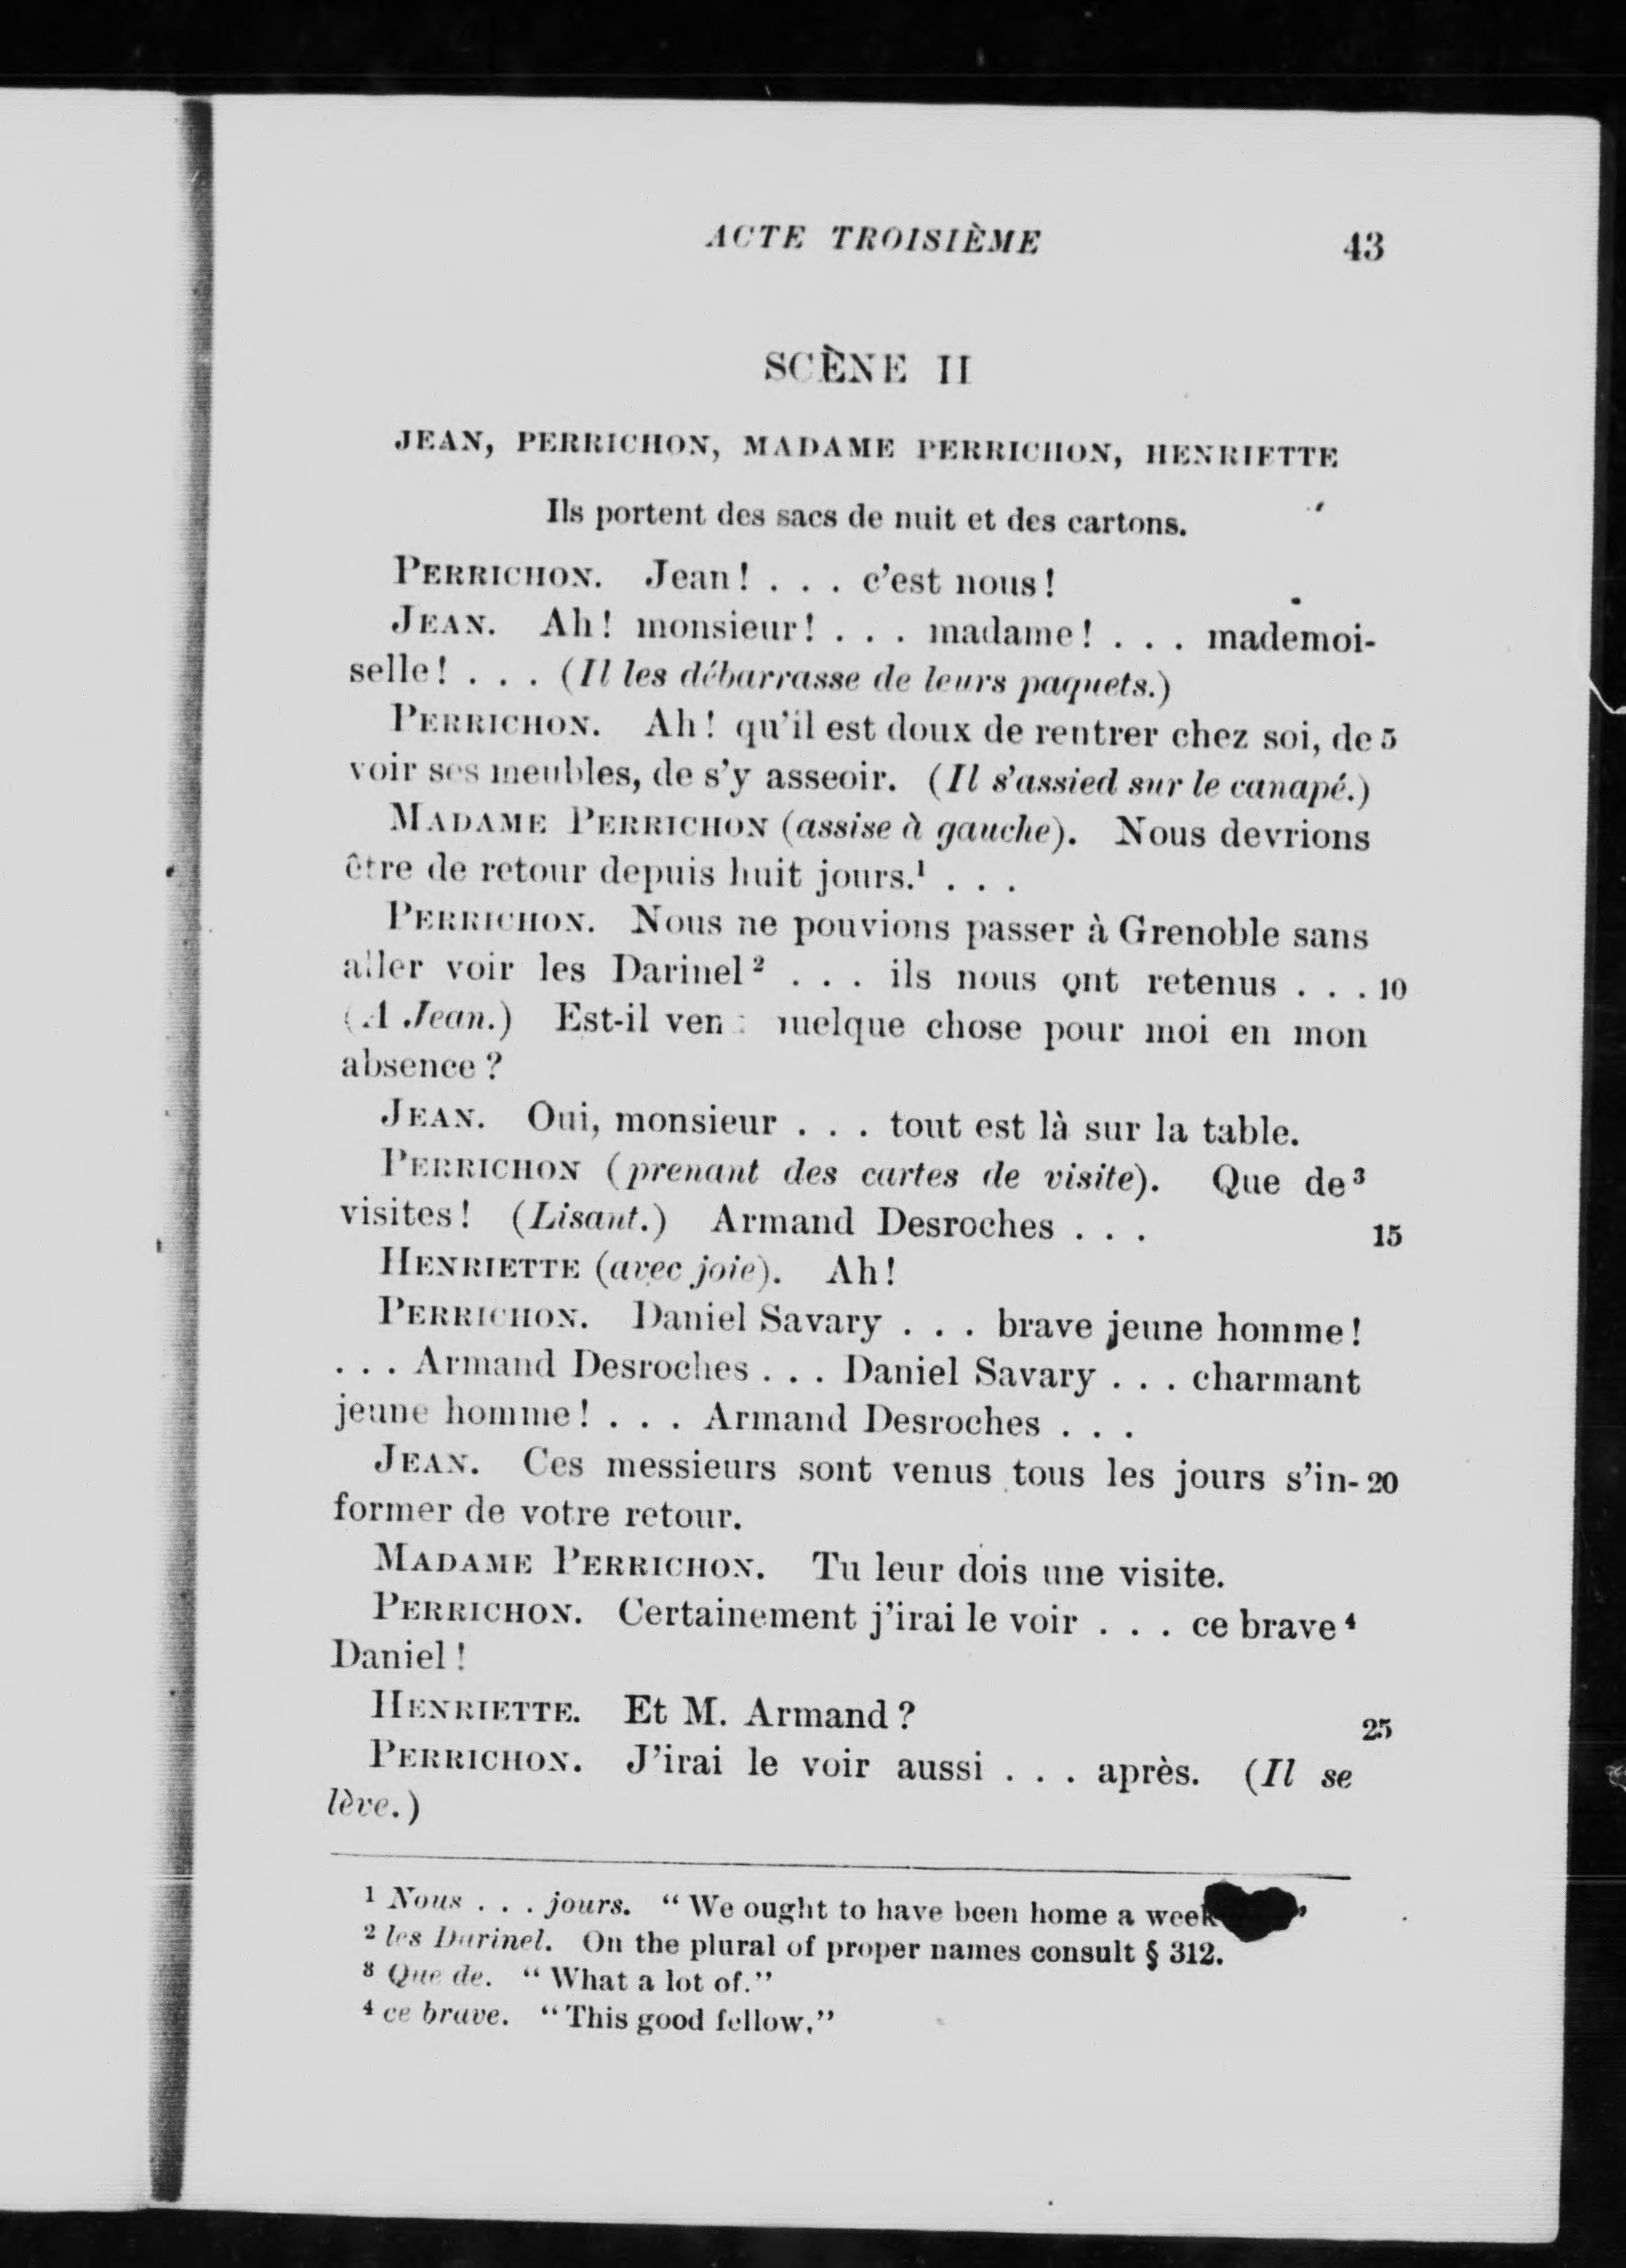 ACTE TROISIÈME 43
SCÈNE II
JEAN, PERRICHON, MADAME PERRICHON, HENRIETTE
Ils portent des sacs de nuit et des cartons.
PERRICHON. Jean! . . . c'est nous!
JEAN. Ah! monsieur! . . . madame! . . . mademoi-
selle! . . . (Il les débarrasse de leurs paquets.)
PERRICHON. Ah! qu'il est doux de rentrer chez soi, de 5
voir ses meubles, de s'y asseoir. (Il s'assied sur le canapé.)
MADAME PERRICHON (assise à gauche). Nous devrions
être de retour depuis huit jours.¹ . . .
PERRICHON. Nous ne pouvions passer à Grenoble sans
aller voir les Darinel² . . . ils nous ont retenus . . . 10
(A Jean.) Est-il chose pour moi en mon
absence?
JEAN. Oui, monsieur . . . tout est là sur la table.
PERRICHON (prenant des cartes de visite). Que de³
visites! (Lisant.) Armand Desroches . . . 15
HENRIETTE (avec joie). Ah!
PERRICHON. Daniel Savary . . . brave jeune homme!
. . . Armand Desroches . . . Daniel Savary . . . charmant
jeune homme! . . . Armand Desroches . . .
JEAN. Ces messieurs sont venus tous les jours s'in- 20
former de votre retour.
MADAME PERRICHON. Tu leur dois une visite.
PERRICHON. Certainement j'irai le voir . . . ce brave⁴
Daniel!
HENRIETTE. Et M. Armand? 25
PERRICHON. J'irai le voir aussi . . . après. (Il se
lève.)
¹ Nous . . . jours. "We ought to have been home a week
² les Darinel. On the plural of proper names consult § 312.
³ Que de. "What a lot of."
⁴ ce brave. "This good fellow."